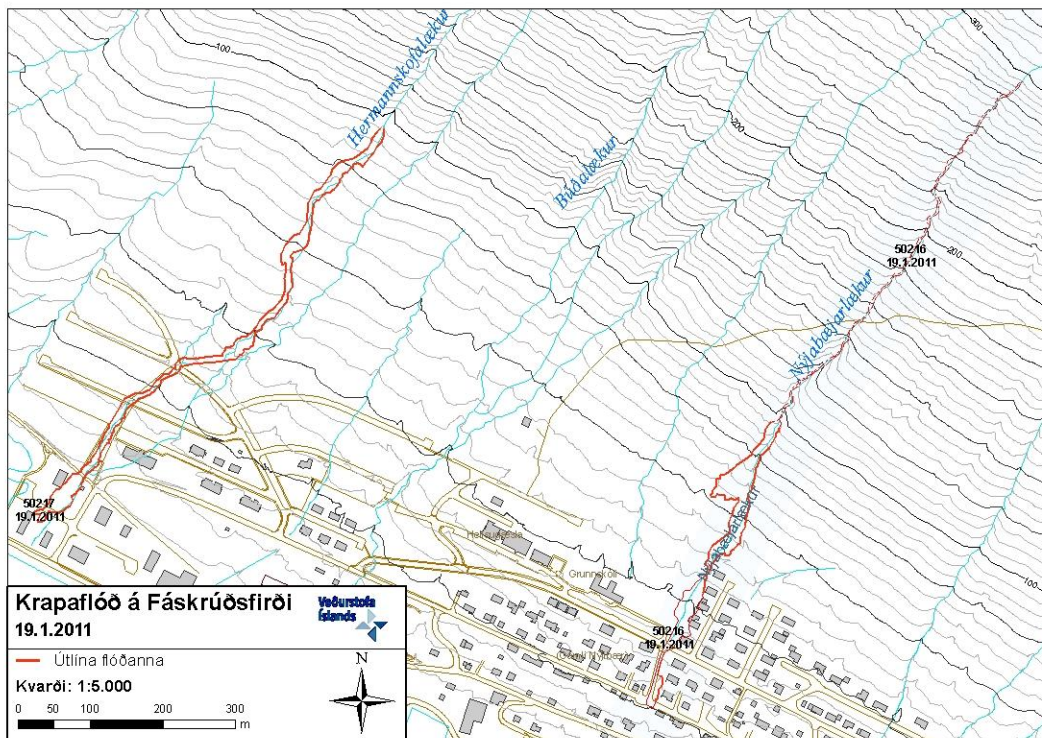 300
100
Hermannskofalækur
200
Búðalækur
50216
19.1.2011
200
Nýjabæjarlækur
50217
19.1.2011
Nýjabæjarlækur
Heilsugæsla
Grunnskóli
100
50216
19.1.2011
Krapaflóð á Fáskrúðsfirði
19.1.2011
Veðurstofa
Íslands
Útlína flóðanna
N
Kvarði: 1:5.000
0 50 100 200 300
m